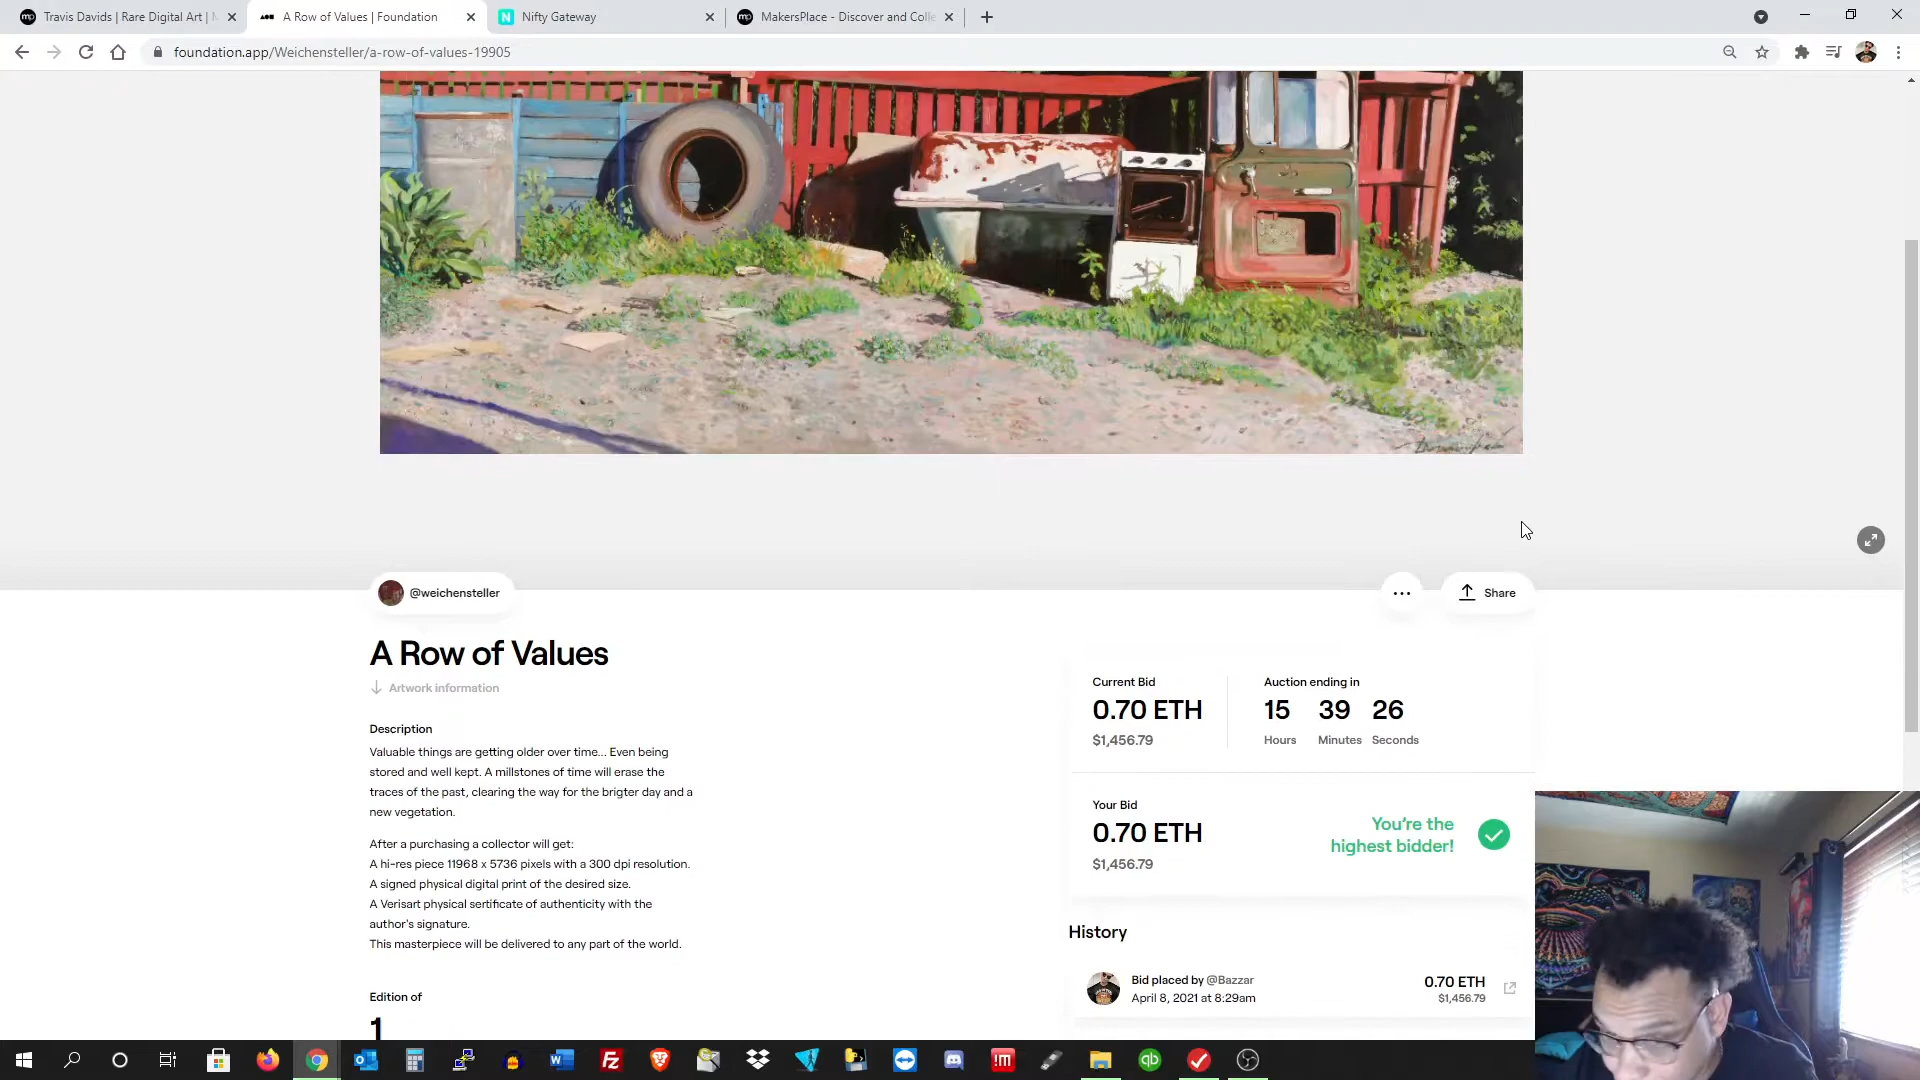 Travis Davids | Rare Digital Art |
A Row of Values | Foundation
Nifty Gateway
MakersPlace - Discover and Colle
foundation.app/Weichensteller/a-row-of-values-19905
@weichensteller
Share
A Row of Values
Artwork information
Description
Valuable things are getting older over time... Even being
stored and well kept. A millstones of time will erase the
traces of the past, clearing the way for the brigter day and a
new vegetation.
After a purchasing a collector will get:
A hi-res piece 11968 x 5736 pixels with a 300 dpi resolution.
A signed physical digital print of the desired size.
A Verisart physical sertificate of authenticity with the
author's signature.
This masterpiece will be delivered to any part of the world.
Edition of
1
Current Bid
0.70 ETH
$1,456.79
Auction ending in
15 39 26
Hours Minutes Seconds
Your Bid
0.70 ETH
$1,456.79
You're the
highest bidder!
History
Bid placed by @Bazzar
April 8, 2021 at 8:29am
0.70 ETH
$1,456.79